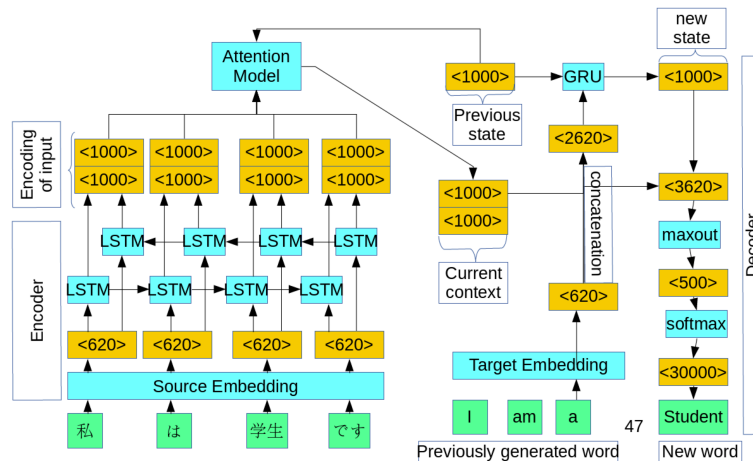 new
state
Attention
Model
<1000>
GRU
<1000>
Previous
state
Encoding
of input
<1000>
<1000>
<1000>
<1000>
<1000>
<1000>
<1000>
<1000>
<2620>
concatenation
<1000>
<1000>
<3620>
Decoder
maxout
LSTM
LSTM
LSTM
LSTM
Current
context
Encoder
LSTM
LSTM
LSTM
LSTM
<620>
<500>
softmax
<620>
<620>
<620>
<620>
Target Embedding
<30000>
Source Embedding
私
は
学生
です
I
am
a
47
Student
Previously generated word
New word